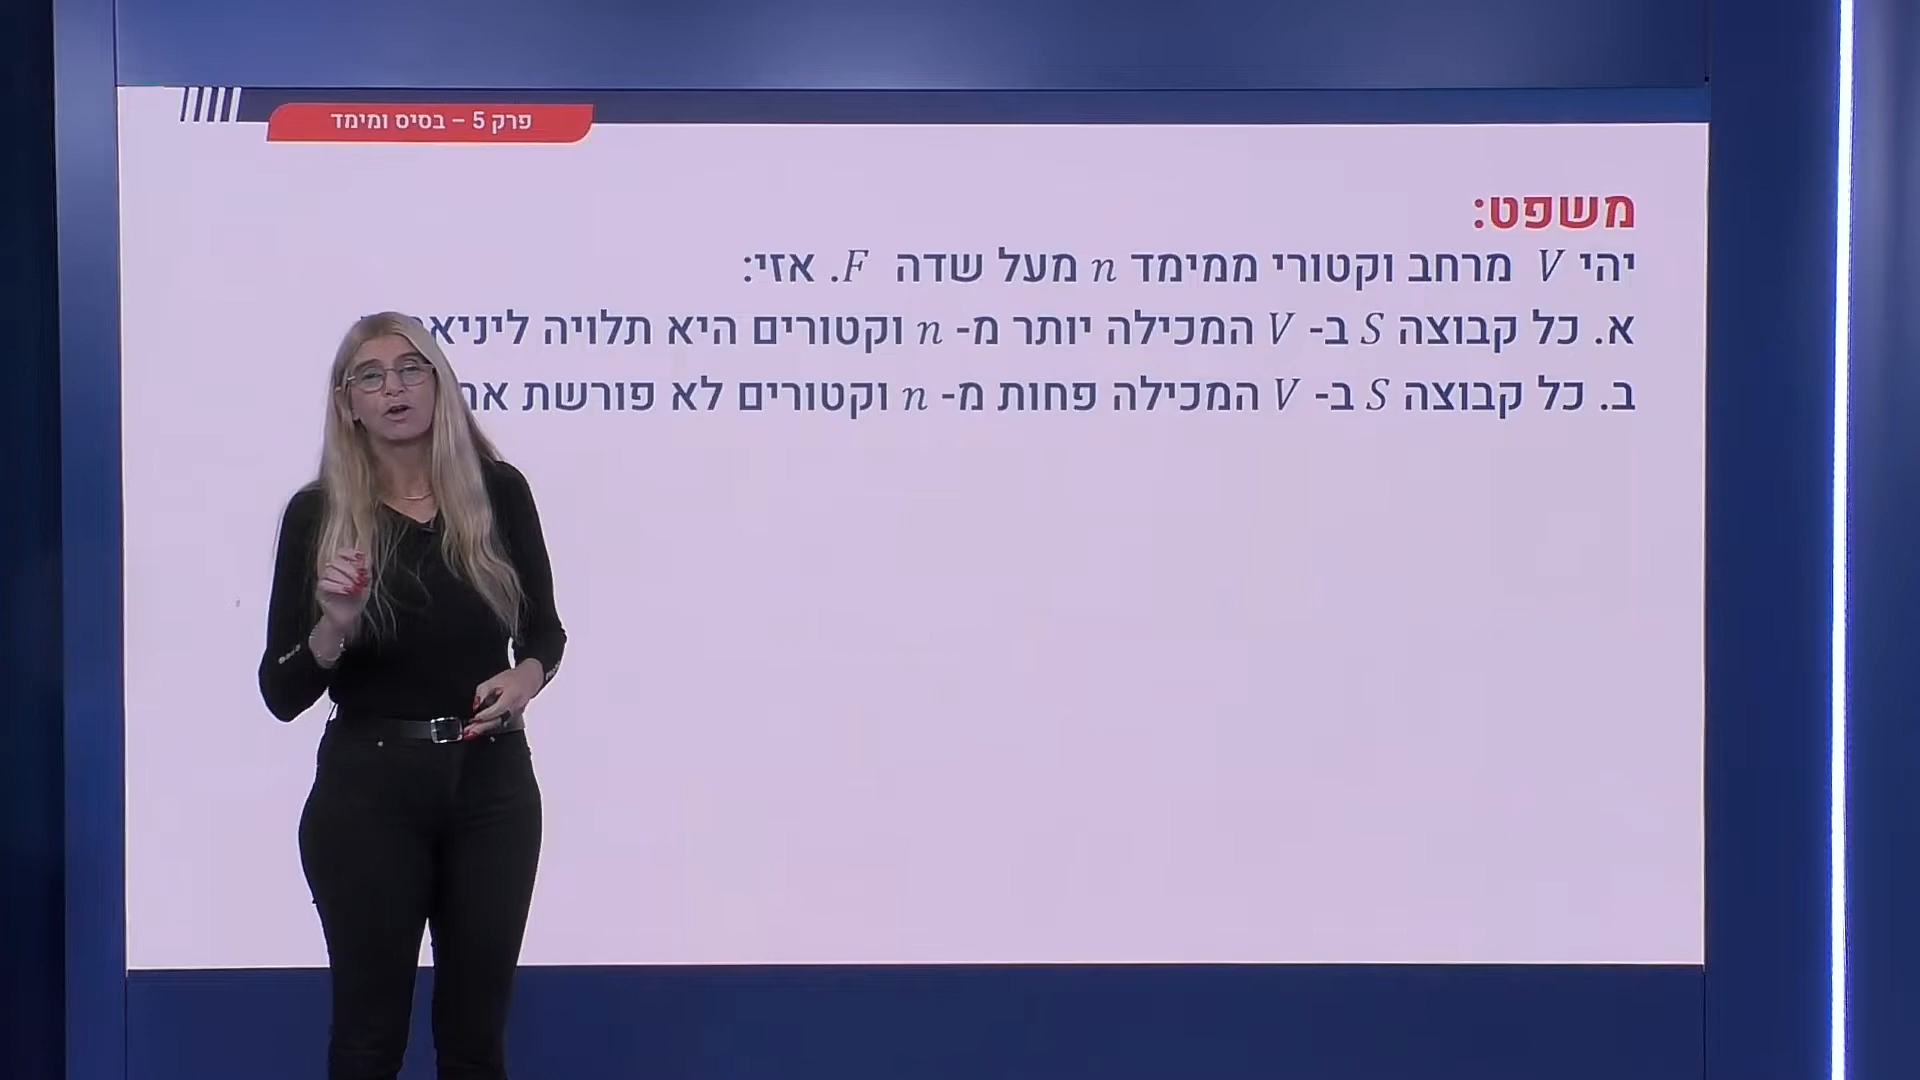 פרק 5 – בסיס ומימד
משפט:
יהי V מרחב וקטורי ממימד n מעל שדה F. אזי:
א. כל קבוצה S ב- V המכילה יותר מ- n וקטורים היא תלויה
ב. כל קבוצה S ב- V המכילה פחות מ- n וקטורים לא פורשת